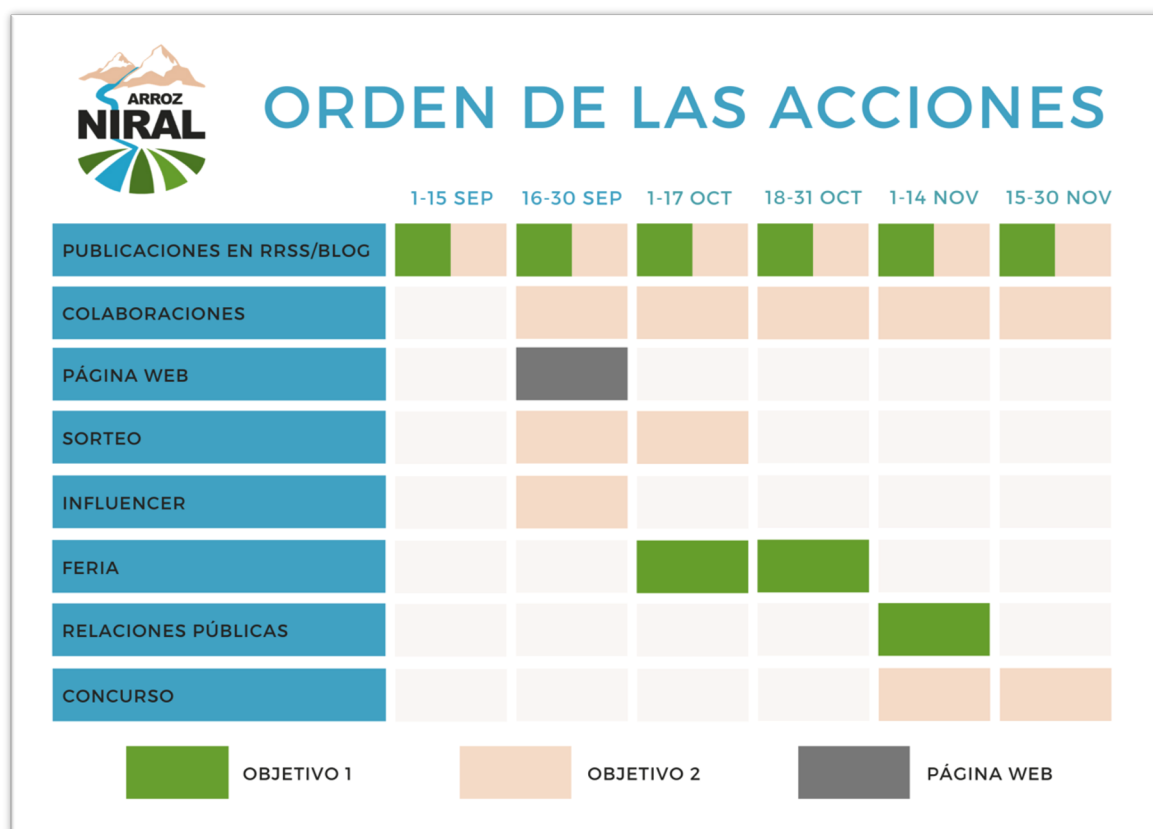 ARROZ
NIRAL
ORDEN DE LAS ACCIONES
1-15 SEP 16-30 SEP 1-17 OCT 18-31 OCT 1-14 NOV 15-30 NOV
PUBLICACIONES EN RRSS/BLOG
COLABORACIONES
PÁGINA WEB
SORTEO
INFLUENCER
FERIA
RELACIONES PÚBLICAS
CONCURSO
OBJETIVO 1 OBJETIVO 2 PÁGINA WEB